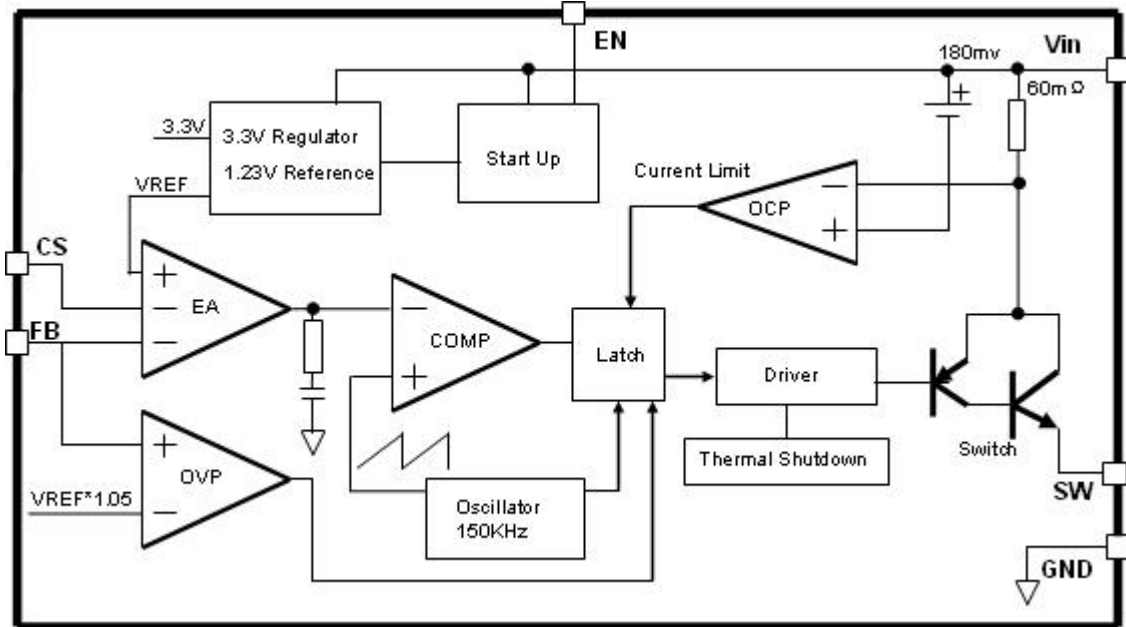 EN
Vin
180mv
+
60mΩ
3.3V
3.3V Regulator
1.23V Reference
Start Up
VREF
Current Limit
−
OCP
+
CS
+
EA
−
−
FB
−
COMP
+
Latch
Driver
Thermal Shutdown
Switch
+
OVP
−
VREF*1.05
Oscillator
150KHz
SW
GND